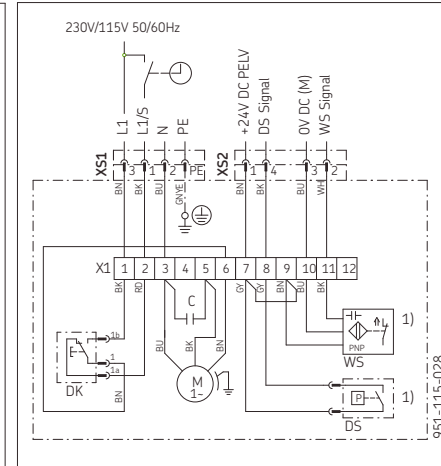 230V/115V 50/60Hz
L1
L1/S
N
PE
+24V DC PELV
DS Signal
0V DC (M)
WS Signal
XS1
3 1 2 PE
XS2
1 4 3 2
BN BK BU GNYE
BN BK BU WH
X1 1 2 3 4 5 6 7 8 9 10 11 12
BK RD GY GY BN BU BK
C
BU BK BN
1b
1
1a
DK
BN
M
1~
PNP
WS
1)
P
DS
1)
951-115-028